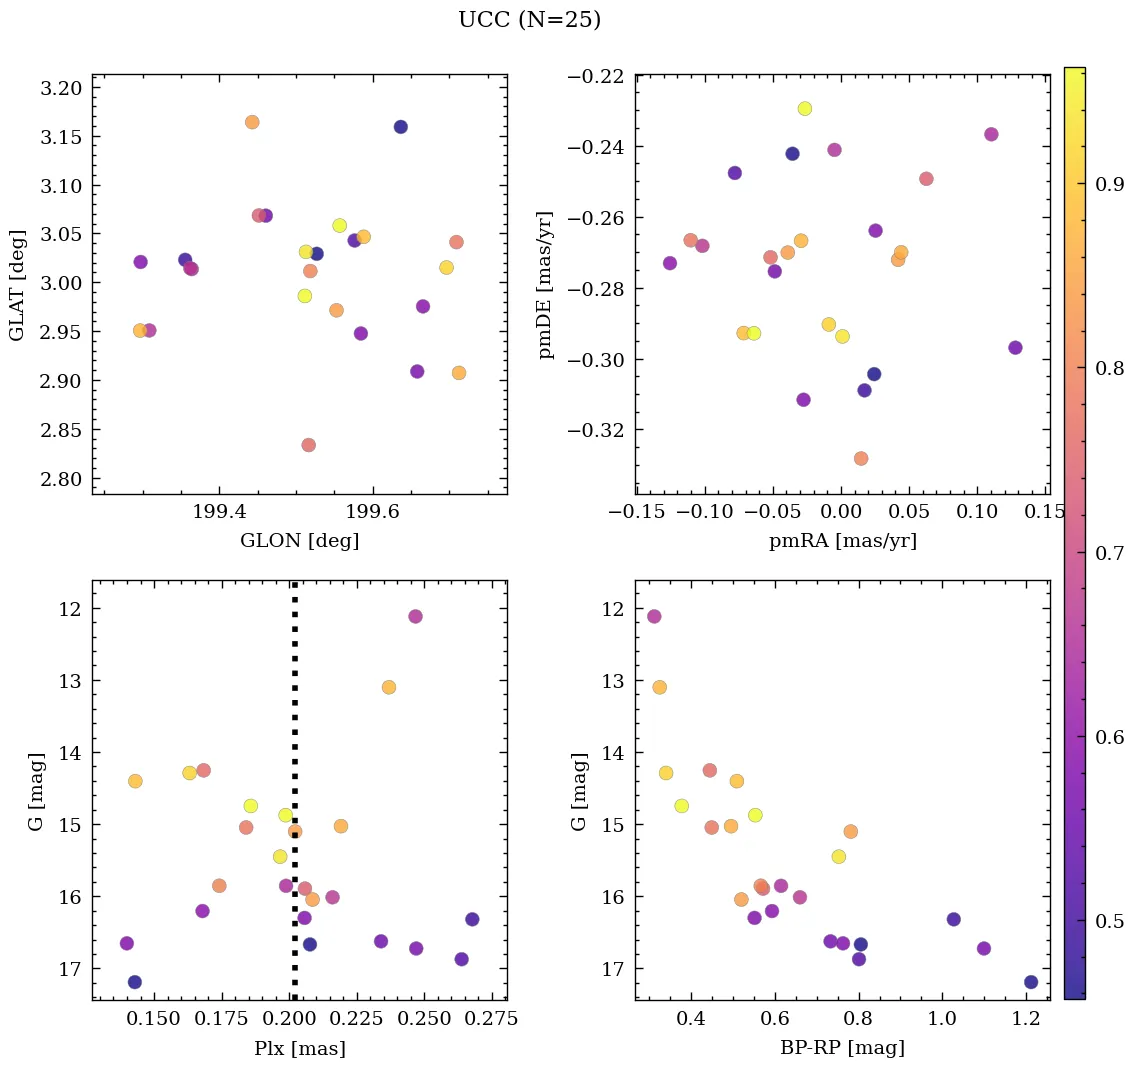 UCC (N=25)
3.20
3.15
3.10
3.05
3.00
2.95
2.90
2.85
2.80
GLAT [deg]
199.4 199.6
GLON [deg]
−0.22
−0.24
−0.26
−0.28
−0.30
−0.32
pmDE [mas/yr]
−0.15 −0.10 −0.05 0.00 0.05 0.10 0.15
pmRA [mas/yr]
12
13
14
15
16
17
G [mag]
0.150 0.175 0.200 0.225 0.250 0.275
Plx [mas]
12
13
14
15
16
17
G [mag]
0.4 0.6 0.8 1.0 1.2
BP-RP [mag]
0.9
0.8
0.7
0.6
0.5